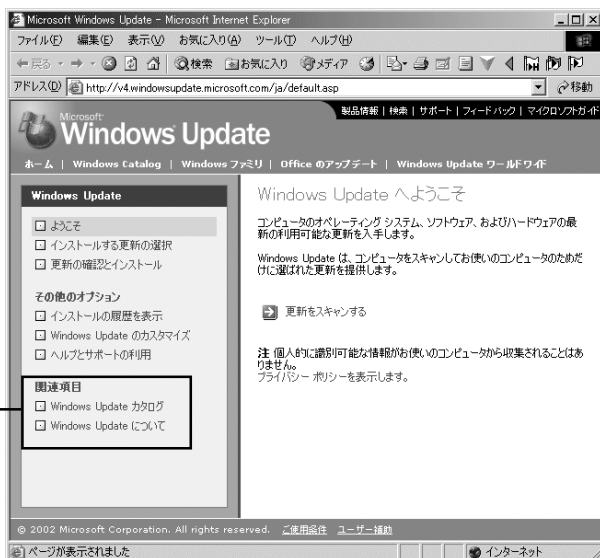 Microsoft Windows Update - Microsoft Internet Explorer
ファイル(F) 編集(E) 表示(V) お気に入り(A) ツール(T) ヘルプ(H)
戻る 検索 お気に入り メディア
アドレス(D) http://v4.windowsupdate.microsoft.com/ja/default.asp 移動
製品情報 | 検索 | サポート | フィードバック | マイクロソフトガイド
Microsoft
Windows Update
ホーム | Windows Catalog | Windows ファミリ | Office のアップデート | Windows Update ワールドワイド
Windows Update
ようこそ
インストールする更新の選択
更新の確認とインストール
その他のオプション
インストールの履歴を表示
Windows Update のカスタマイズ
ヘルプとサポートの利用
関連項目
Windows Update カタログ
Windows Update について
Windows Update へようこそ
コンピュータのオペレーティング システム、ソフトウェア、およびハードウェアの最
新の利用可能な更新を入手します。
Windows Update は、コンピュータをスキャンしてお使いのコンピュータのためだ
けに選ばれた更新を提供します。
更新をスキャンする
注 個人的に識別可能な情報がお使いのコンピュータから収集されることはあ
りません。
プライバシー ポリシーを表示します。
© 2002 Microsoft Corporation. All rights reserved. ご使用条件 ユーザー補助
ページが表示されました インターネット